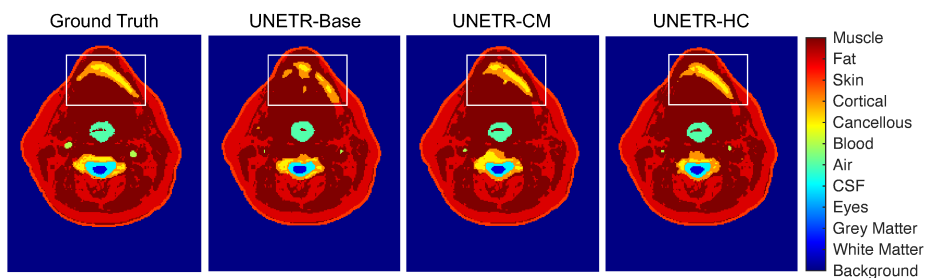 Ground Truth
UNETR-Base
UNETR-CM
UNETR-HC
Muscle
Fat
Skin
Cortical
Cancellous
Blood
Air
CSF
Eyes
Grey Matter
White Matter
Background